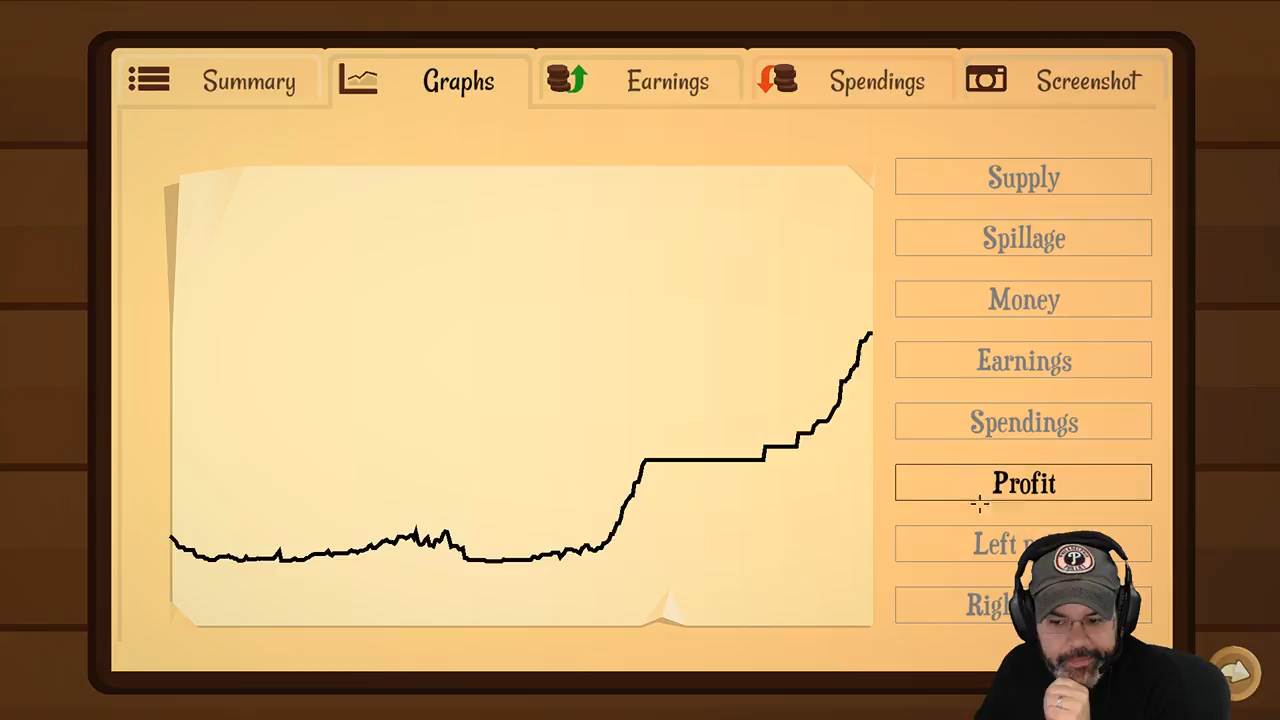 Summary
Graphs
Earnings
Spendings
Screenshot
Supply
Spillage
Money
Earnings
Spendings
Profit
Left
P